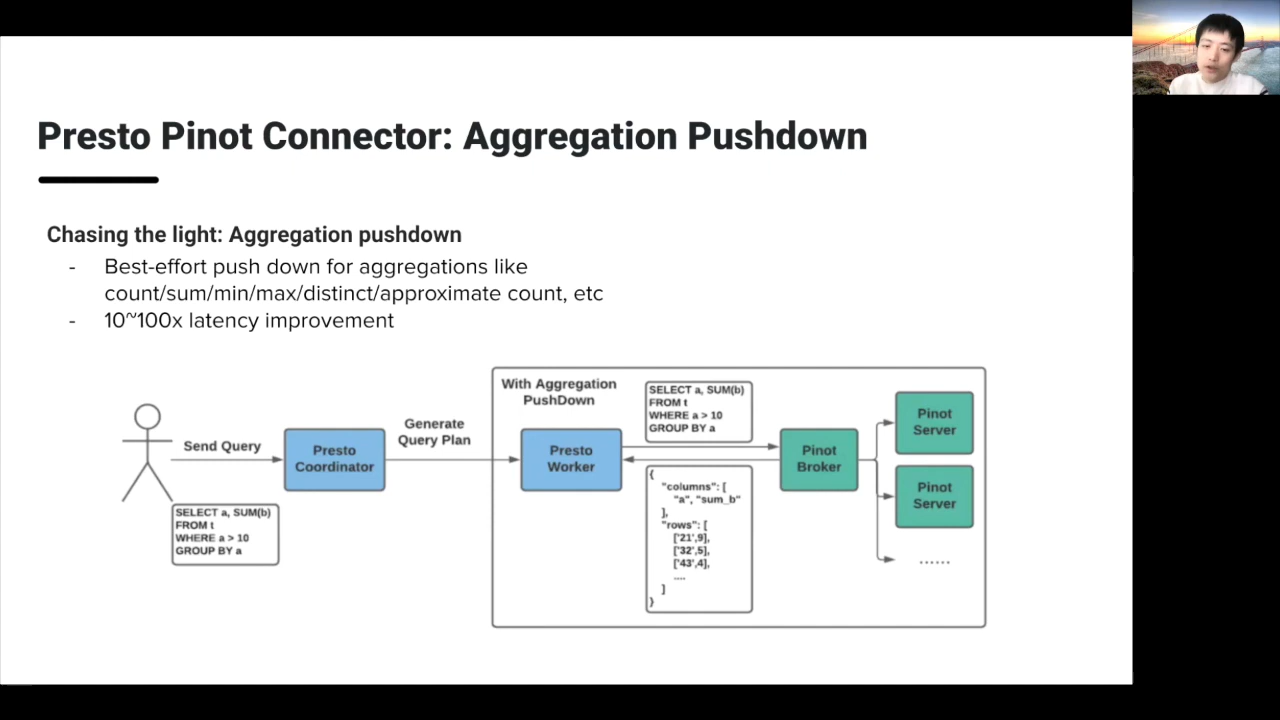 Presto Pinot Connector: Aggregation Pushdown
Chasing the light: Aggregation pushdown
- Best-effort push down for aggregations like
count/sum/min/max/distinct/approximate count, etc
- 10~100x latency improvement
Send Query
SELECT a, SUM(b)
FROM t
WHERE a > 10
GROUP BY a
Presto
Coordinator
Generate
Query Plan
With Aggregation
PushDown
Presto
Worker
SELECT a, SUM(b)
FROM t
WHERE a > 10
GROUP BY a
{
"columns": [
"a", "sum_b"
],
"rows": [
['21',9],
['32',5],
['43',4],
....
]
}
Pinot
Broker
Pinot
Server
Pinot
Server
......